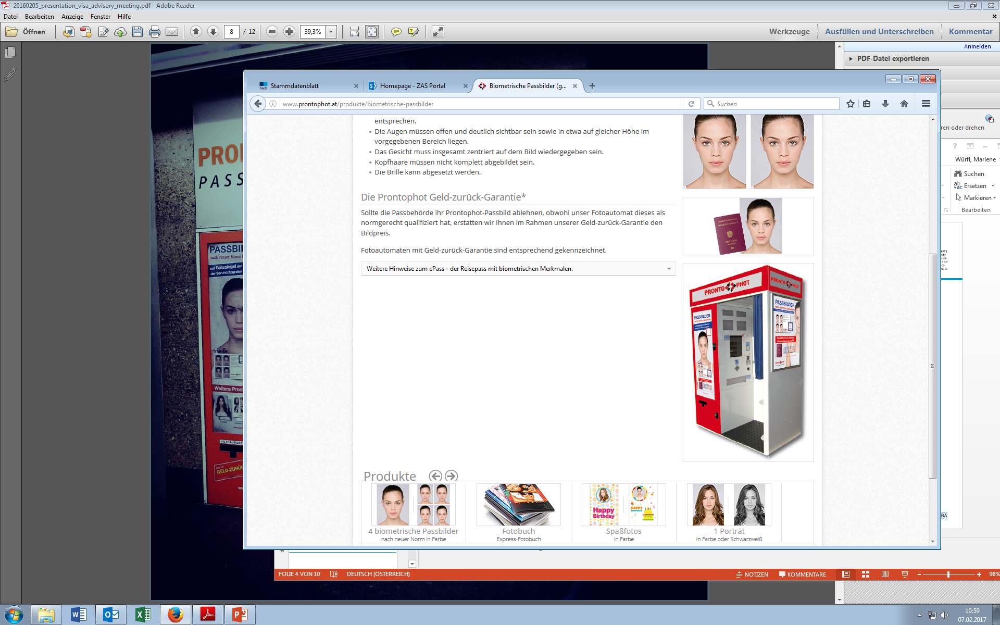 20160205_presentation_visa_advisory_meeting.pdf - Adobe Reader
Datei Bearbeiten Anzeige Fenster Hilfe
Öffnen 8 / 12 39,3% Werkzeuge Ausfüllen und Unterschreiben Kommentar
Anmelden
PDF-Datei exportieren
Stammdatenblatt Homepage - ZAS Portal Biometrische Passbilder (g...
www.prontophot.at/produkte/biometrische-passbilder Suchen
entsprechen.
Die Augen müssen offen und deutlich sichtbar sein sowie in etwa auf gleicher Höhe im
vorgegebenen Bereich liegen.
Das Gesicht muss insgesamt zentriert auf dem Bild wiedergegeben sein.
Kopfhaare müssen nicht komplett abgebildet sein.
Die Brille kann abgesetzt werden.
Die Prontophot Geld-zurück-Garantie*
Sollte die Passbehörde ihr Prontophot-Passbild ablehnen, obwohl unser Fotoautomat dieses als
normgerecht qualifiziert hat, erstatten wir Ihnen im Rahmen unserer Geld-zurück-Garantie den
Bildpreis.
Fotoautomaten mit Geld-zurück-Garantie sind entsprechend gekennzeichnet.
Weitere Hinweise zum ePass - der Reisepass mit biometrischen Merkmalen.
PRONTO PHOT
PASSBILDER
PASSBILDER
Produkte
4 biometrische Passbilder
nach neuer Norm in Farbe
Fotobuch
Express-Fotobuch
Happy
Birthday
Spaßfotos
in Farbe
1 Porträt
in Farbe oder Schwarzweiß
PRO
PASS
PASSBI
nach neuer Norm
mit Gütesiegel der
der Berufsfotografen
Weitere Prod
GELD-ZURÜ
ren oder drehen
Würfl, Marlene
Suchen
Ersetzen
Markieren
Bearbeiten
FOLIE 4 VON 10 DEUTSCH (ÖSTERREICH) NOTIZEN KOMMENTARE 98%
10:59
07.02.2017